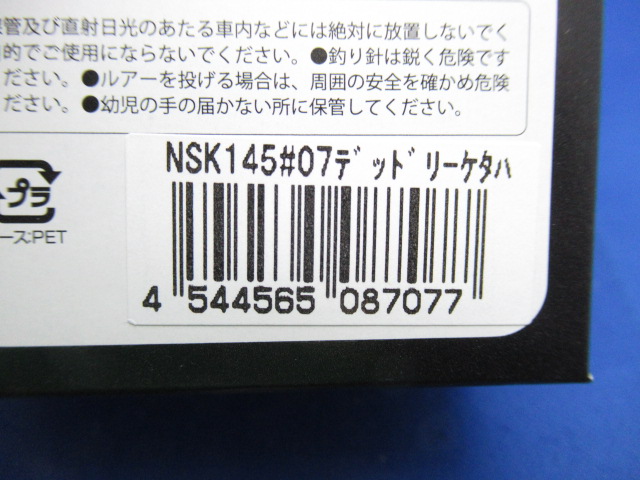 保管及び直射日光のあたる車内などには絶対に放置しないでく
的でご使用にならないでください。●釣り針は鋭く危険です
ださい。●ルアーを投げる場合は、周囲の安全を確かめ危険
ください。●幼児の手の届かない所に保管してください。
NSK145#07ﾃﾞｯﾄﾞﾘｰｹﾀﾊ
プラ
ース:PET
4 544565 087077